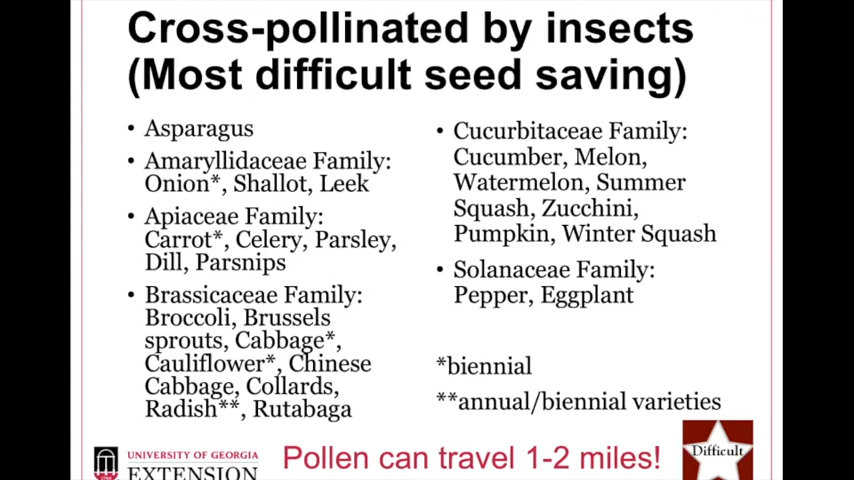 Cross-pollinated by insects
(Most difficult seed saving)
• Asparagus
• Amaryllidaceae Family:
Onion*, Shallot, Leek
• Apiaceae Family:
Carrot*, Celery, Parsley,
Dill, Parsnips
• Brassicaceae Family:
Broccoli, Brussels
sprouts, Cabbage*,
Cauliflower*, Chinese
Cabbage, Collards,
Radish**, Rutabaga
• Cucurbitaceae Family:
Cucumber, Melon,
Watermelon, Summer
Squash, Zucchini,
Pumpkin, Winter Squash
• Solanaceae Family:
Pepper, Eggplant
*biennial
**annual/biennial varieties
UNIVERSITY OF GEORGIA
EXTENSION
Pollen can travel 1-2 miles!
Difficult